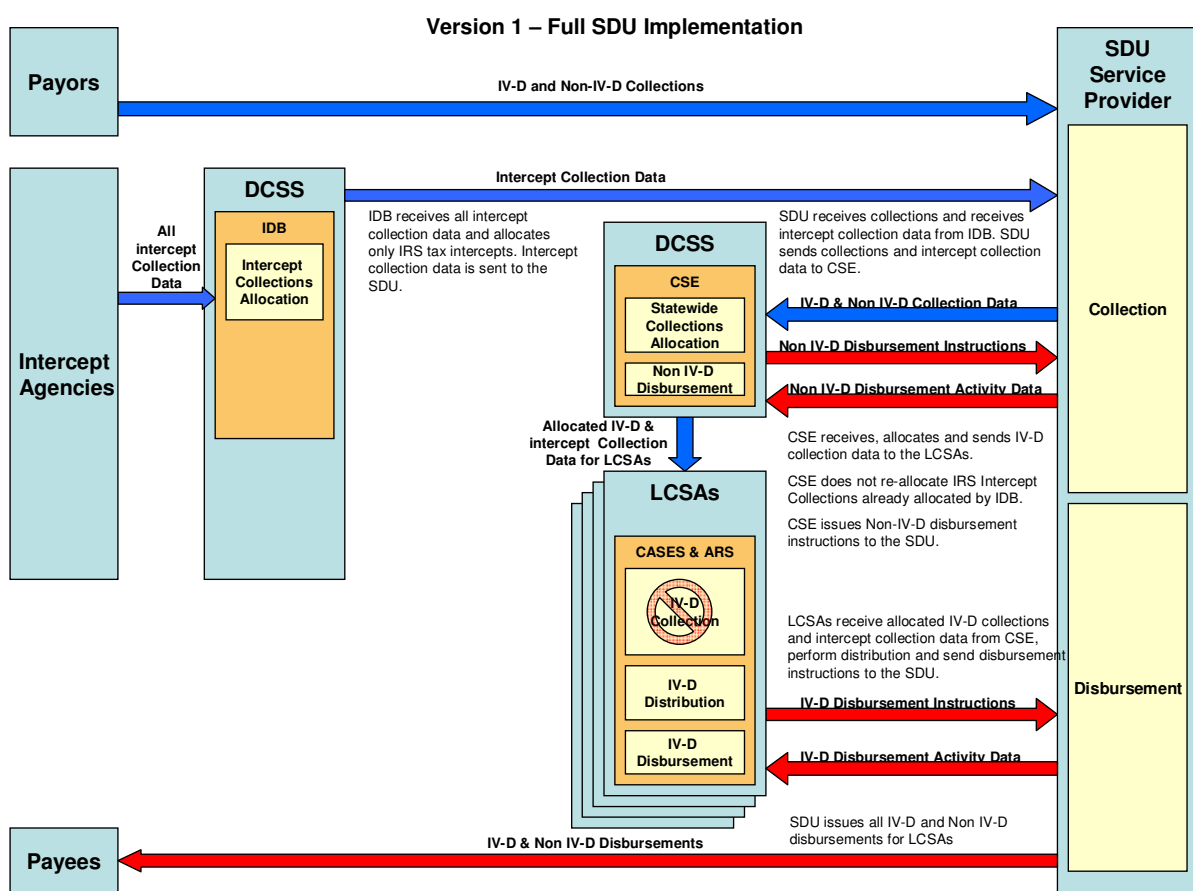 Version 1 – Full SDU Implementation
Payors
IV-D and Non-IV-D Collections
SDU
Service
Provider
Collection
Disbursement
Intercept
Agencies
All
intercept
Collection
Data
DCSS
IDB
Intercept
Collections
Allocation
Intercept Collection Data
IDB receives all intercept
collection data and allocates
only IRS tax intercepts. Intercept
collection data is sent to the
SDU.
SDU receives collections and receives
intercept collection data from IDB. SDU
sends collections and intercept collection
data to CSE.
DCSS
CSE
Statewide
Collections
Allocation
Non IV-D
Disbursement
IV-D & Non IV-D Collection Data
Non IV-D Disbursement Instructions
Non IV-D Disbursement Activity Data
Allocated IV-D &
intercept Collection
Data for LCSAs
CSE receives, allocates and sends IV-D
collection data to the LCSAs.
CSE does not re-allocate IRS Intercept
Collections already allocated by IDB.
CSE issues Non-IV-D disbursement
instructions to the SDU.
LCSAs
CASES & ARS
IV-D
Collection
IV-D
Distribution
IV-D
Disbursement
LCSAs receive allocated IV-D collections
and intercept collection data from CSE,
perform distribution and send disbursement
instructions to the SDU.
IV-D Disbursement Instructions
IV-D Disbursement Activity Data
SDU issues all IV-D and Non IV-D
disbursements for LCSAs
IV-D & Non IV-D Disbursements
Payees